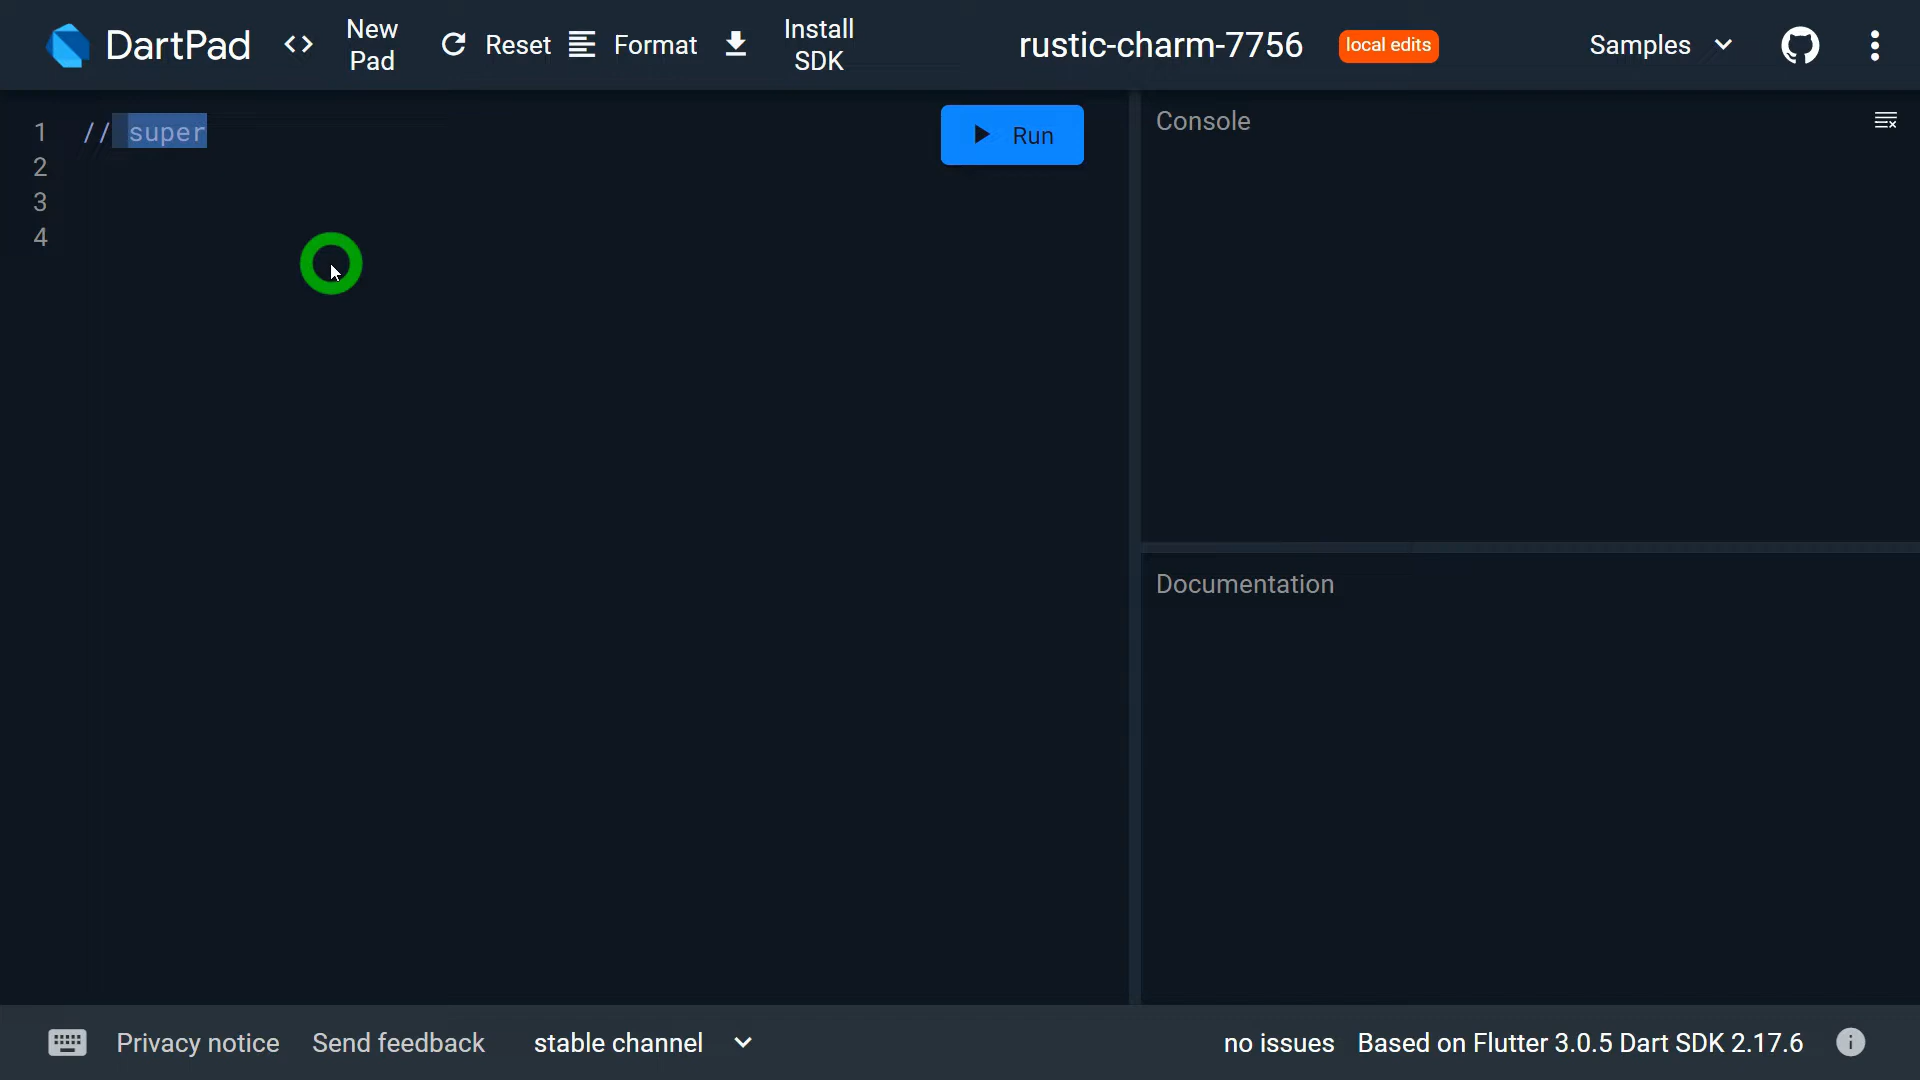 DartPad <> New Pad Reset Format Install SDK rustic-charm-7756 local edits Samples
1 // super
2
3
4
Run
Console
Documentation
Privacy notice Send feedback stable channel no issues Based on Flutter 3.0.5 Dart SDK 2.17.6